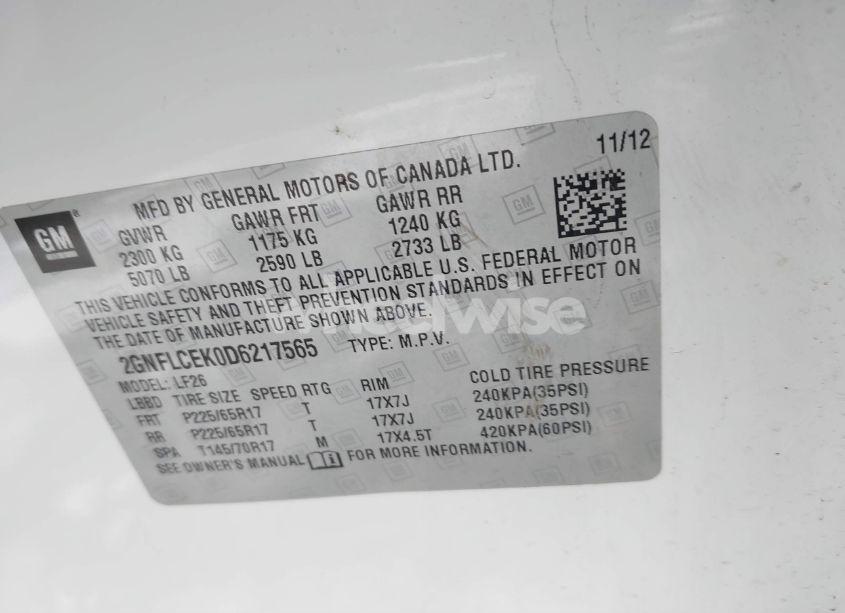 11/12
MFD BY GENERAL MOTORS OF CANADA LTD.
GM
GVWR GAWR FRT GAWR RR
2300 KG 1175 KG 1240 KG
5070 LB 2590 LB 2733 LB
THIS VEHICLE CONFORMS TO ALL APPLICABLE U.S. FEDERAL MOTOR
VEHICLE SAFETY AND THEFT PREVENTION STANDARDS IN EFFECT ON
THE DATE OF MANUFACTURE SHOWN ABOVE.
wheelwise
2GNFLCEK0D6217565 TYPE: M.P.V.
MODEL: LF26
LBBD TIRE SIZE SPEED RTG RIM COLD TIRE PRESSURE
FRT P225/65R17 T 17X7J 240KPA(35PSI)
RR P225/65R17 T 17X7J 240KPA(35PSI)
SPA T145/70R17 M 17X4.5T 420KPA(60PSI)
SEE OWNER'S MANUAL FOR MORE INFORMATION.